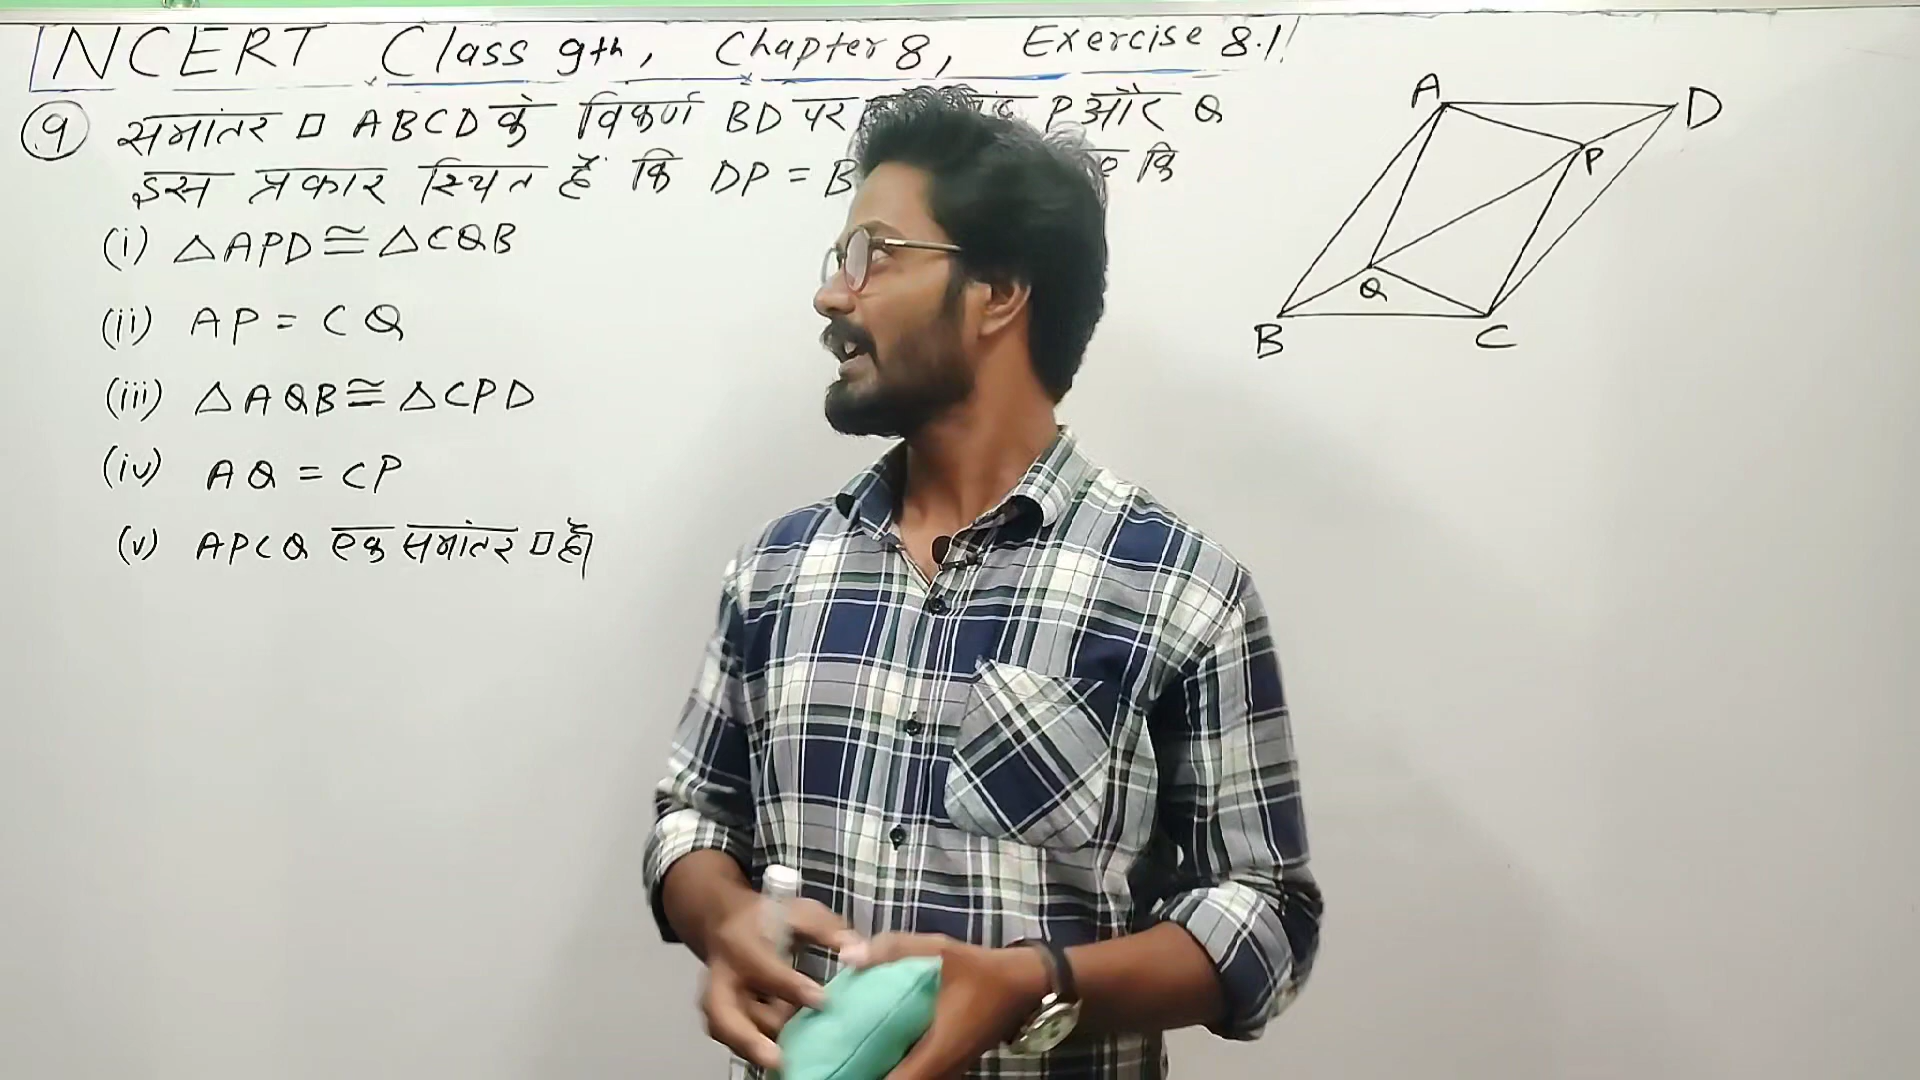 NCERT Class 9th, Chapter 8, Exercise 8.1!
9 समांतर □ ABCD के विकर्ण BD पर P और Q
इस प्रकार स्थित हैं कि DP = B कि
(i) △APD ≅ △CQB
(ii) AP = CQ
(iii) △AQB ≅ △CPD
(iv) AQ = CP
(v) APCQ एक समांतर □ है।
A D
P
Q
B C